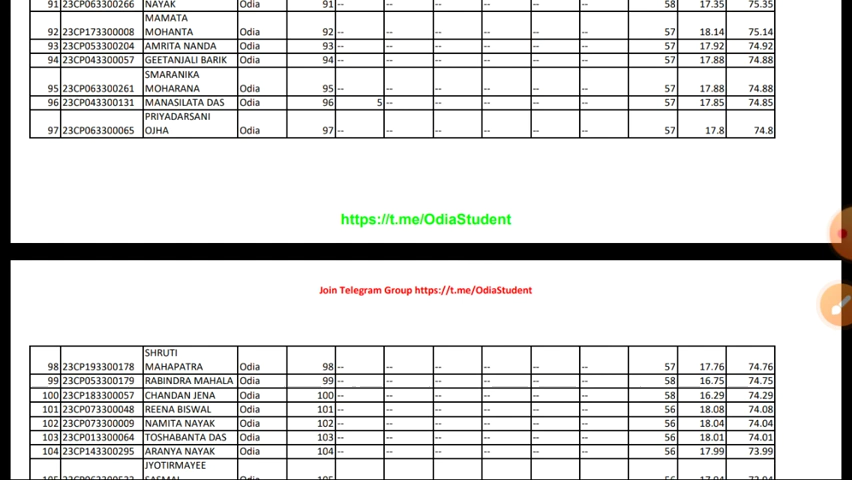 91 23CP063300266 NAYAK Odia 91 -- -- -- -- -- -- 58 17.35 75.35
MAMATA
92 23CP173300008 MOHANTA Odia 92 -- -- -- -- -- -- 57 18.14 75.14
93 23CP053300204 AMRITA NANDA Odia 93 -- -- -- -- -- -- 57 17.92 74.92
94 23CP043300057 GEETANJALI BARIK Odia 94 -- -- -- -- -- -- 57 17.88 74.88
SMARANIKA
95 23CP063300261 MOHARANA Odia 95 -- -- -- -- -- -- 57 17.88 74.88
96 23CP043300131 MANASILATA DAS Odia 96 5 -- -- -- -- -- 57 17.85 74.85
PRIYADARSANI
97 23CP063300065 OJHA Odia 97 -- -- -- -- -- -- 57 17.8 74.8
https://t.me/OdiaStudent
Join Telegram Group https://t.me/OdiaStudent
SHRUTI
98 23CP193300178 MAHAPATRA Odia 98 -- -- -- -- -- -- 57 17.76 74.76
99 23CP053300179 RABINDRA MAHALA Odia 99 -- -- -- -- -- -- 58 16.75 74.75
100 23CP183300057 CHANDAN JENA Odia 100 -- -- -- -- -- -- 58 16.29 74.29
101 23CP073300048 REENA BISWAL Odia 101 -- -- -- -- -- -- 56 18.08 74.08
102 23CP073300009 NAMITA NAYAK Odia 102 -- -- -- -- -- -- 56 18.04 74.04
103 23CP013300064 TOSHABANTA DAS Odia 103 -- -- -- -- -- -- 56 18.01 74.01
104 23CP143300295 ARANYA NAYAK Odia 104 -- -- -- -- -- -- 56 17.99 73.99
JYOTIRMAYEE